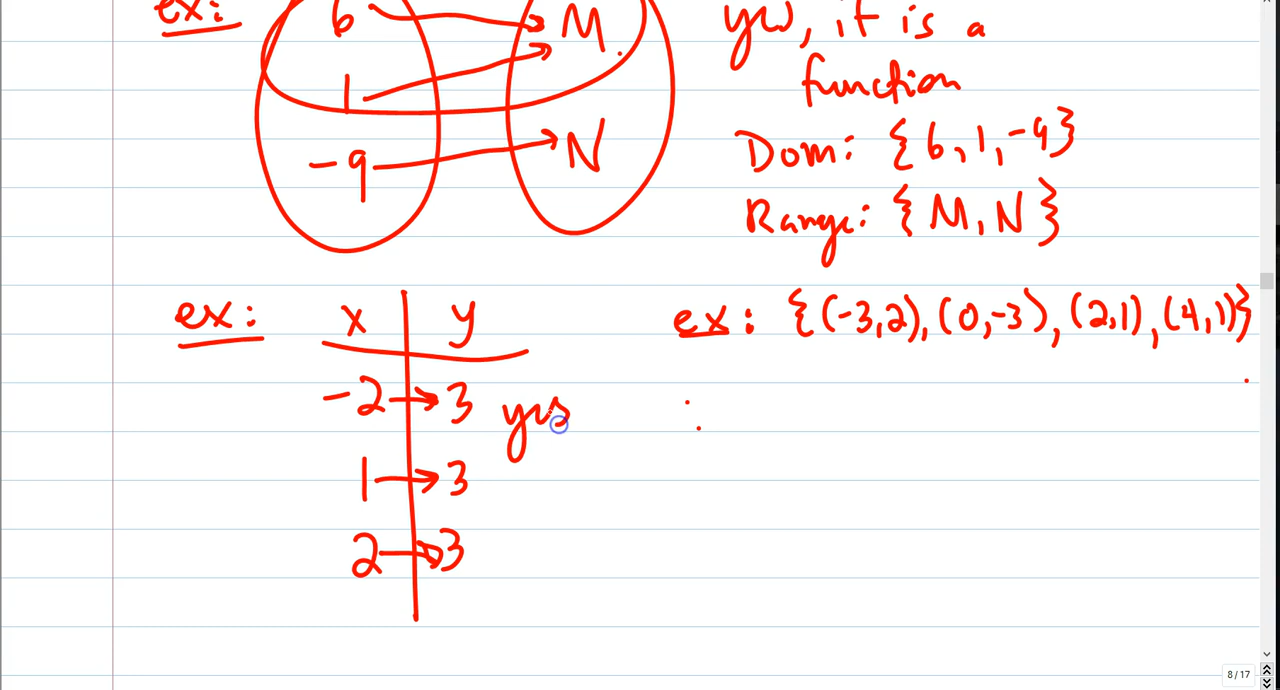 ex:
6 M
1
-9 N
yes, it is a
function
Dom: {6, 1, -9}
Range: {M, N}
ex: x y
-2 3 yes
1 3
2 3
ex: {(-3,2), (0,-3), (2,1), (4,1)}
8 / 17